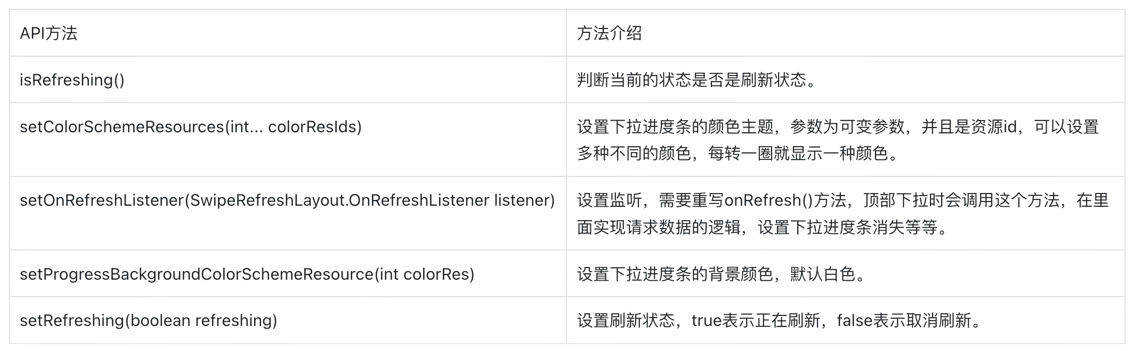 API方法
方法介绍
isRefreshing()
判断当前的状态是否是刷新状态。
setColorSchemeResources(int... colorResIds)
设置下拉进度条的颜色主题，参数为可变参数，并且是资源id，可以设置
多种不同的颜色，每转一圈就显示一种颜色。
setOnRefreshListener(SwipeRefreshLayout.OnRefreshListener listener)
设置监听，需要重写onRefresh()方法，顶部下拉时会调用这个方法，在里
面实现请求数据的逻辑，设置下拉进度条消失等等。
setProgressBackgroundColorSchemeResource(int colorRes)
设置下拉进度条的背景颜色，默认白色。
setRefreshing(boolean refreshing)
设置刷新状态，true表示正在刷新，false表示取消刷新。